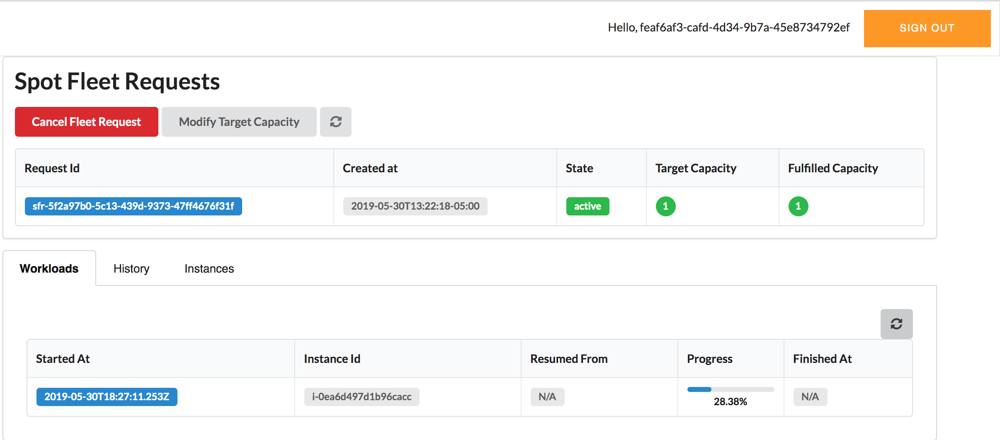 Hello, feaf6af3-cafd-4d34-9b7a-45e8734792ef SIGN OUT
Spot Fleet Requests
Cancel Fleet Request Modify Target Capacity
Request Id Created at State Target Capacity Fulfilled Capacity
sfr-5f2a97b0-5c13-439d-9373-47ff4676f31f 2019-05-30T13:22:18-05:00 active 1 1
Workloads History Instances
Started At Instance Id Resumed From Progress Finished At
2019-05-30T18:27:11.253Z i-0ea6d497d1b96cacc N/A 28.38% N/A